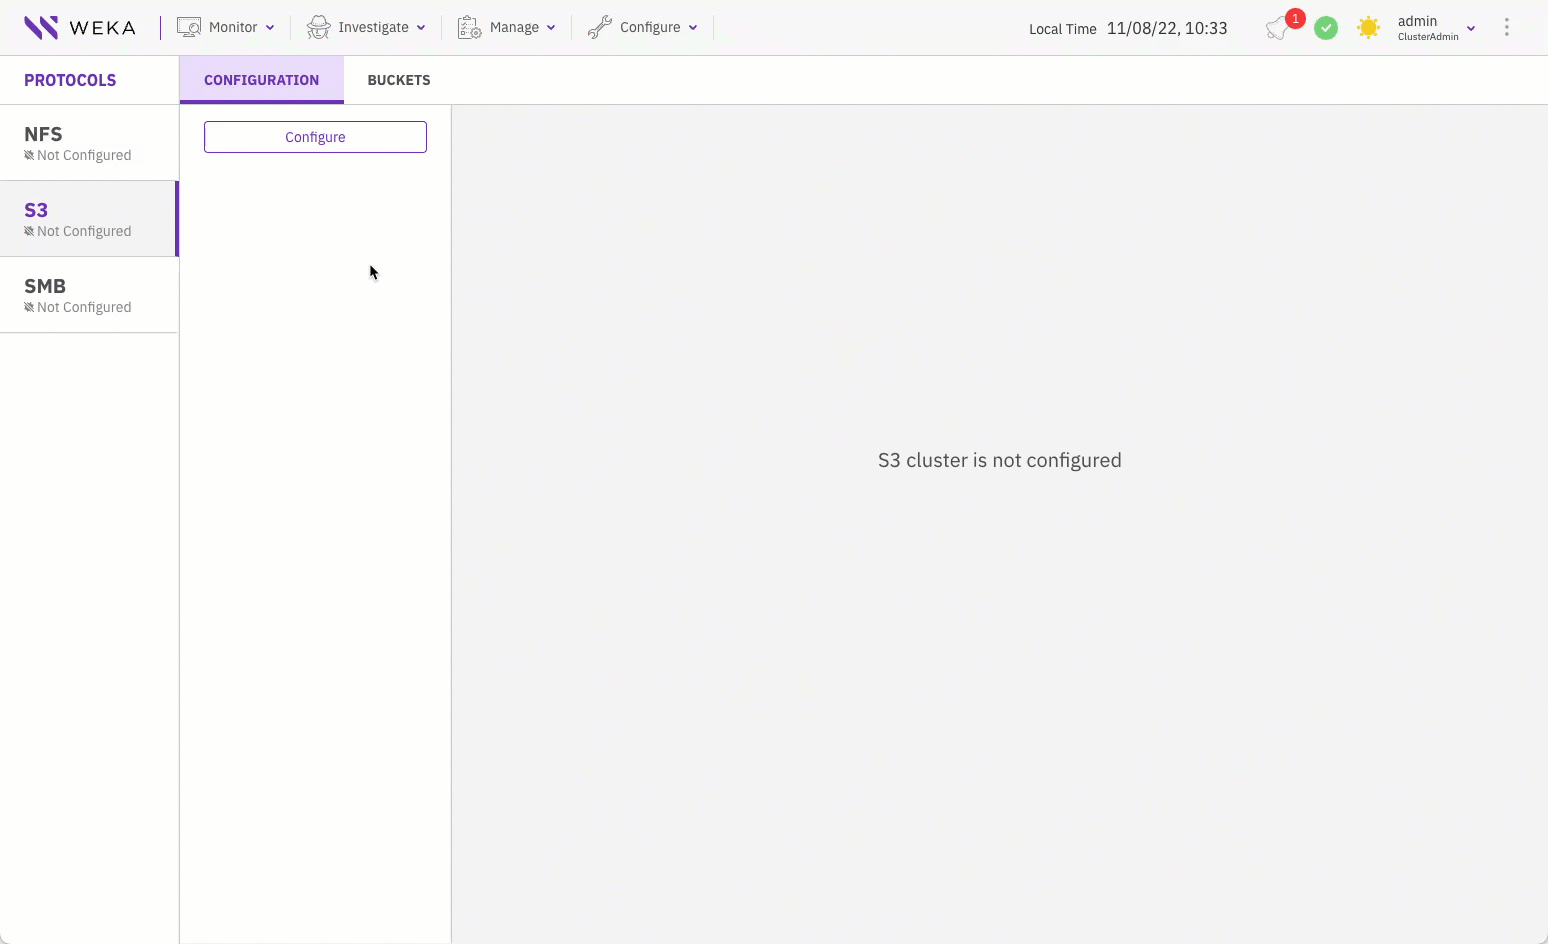 WEKA
Monitor
Investigate
Manage
Configure
Local Time 11/08/22, 10:33
1
admin
ClusterAdmin
PROTOCOLS
CONFIGURATION
BUCKETS
NFS
Not Configured
S3
Not Configured
SMB
Not Configured
Configure
S3 cluster is not configured